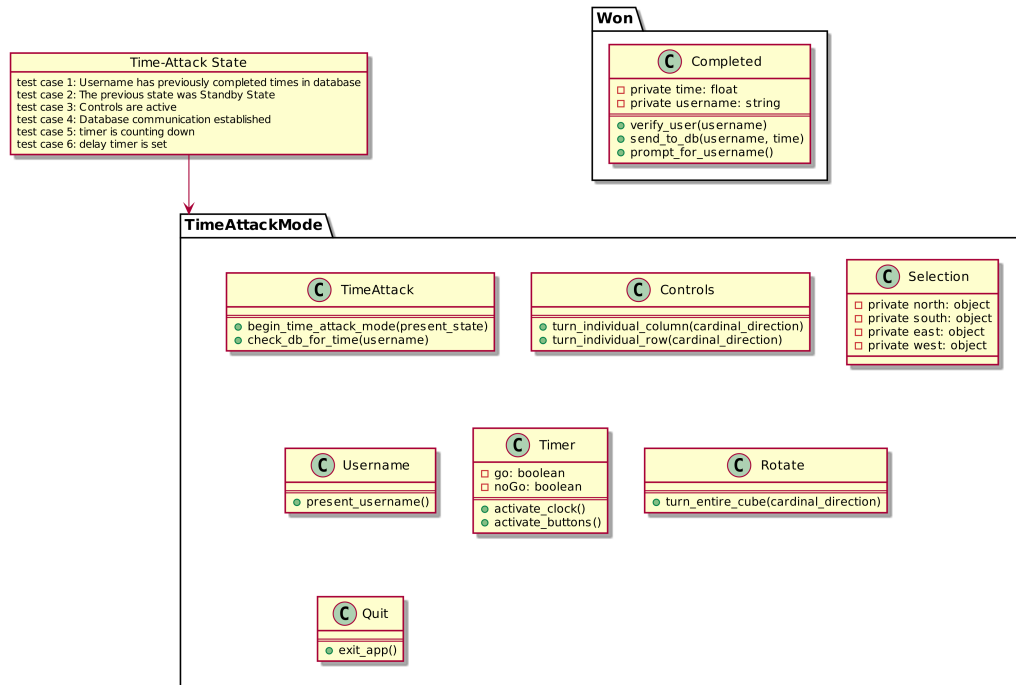 Won
C Completed
private time: float
private username: string
verify_user(username)
send_to_db(username, time)
prompt_for_username()
Time-Attack State
test case 1: Username has previously completed times in database
test case 2: The previous state was Standby State
test case 3: Controls are active
test case 4: Database communication established
test case 5: timer is counting down
test case 6: delay timer is set
TimeAttackMode
C TimeAttack
begin_time_attack_mode(present_state)
check_db_for_time(username)
C Controls
turn_individual_column(cardinal_direction)
turn_individual_row(cardinal_direction)
C Selection
private north: object
private south: object
private east: object
private west: object
C Username
present_username()
C Timer
go: boolean
noGo: boolean
activate_clock()
activate_buttons()
C Rotate
turn_entire_cube(cardinal_direction)
C Quit
exit_app()